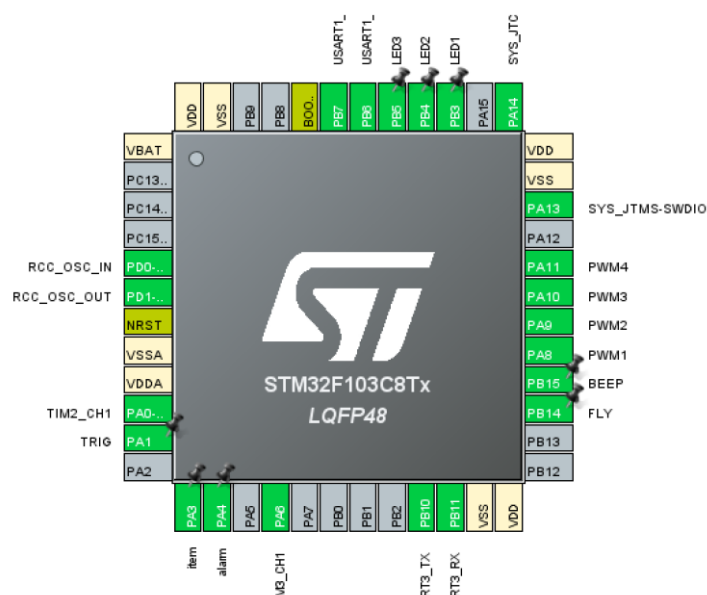 USART1_
USART1_
LED3
LED2
LED1
SYS_JTC
VDD
VSS
PB9
PB8
BOO..
PB7
PB6
PB5
PB4
PB3
PA15
PA14
VBAT
PC13..
PC14..
PC15..
RCC_OSC_IN PD0-..
RCC_OSC_OUT PD1-..
NRST
VSSA
VDDA
TIM2_CH1 PA0-..
TRIG PA1
PA2
STM32F103C8Tx
LQFP48
VDD
VSS
PA13 SYS_JTMS-SWDIO
PA12
PA11 PWM4
PA10 PWM3
PA9 PWM2
PA8 PWM1
PB15 BEEP
PB14 FLY
PB13
PB12
PA3
PA4
PA5
PA6
PA7
PB0
PB1
PB2
PB10
PB11
VSS
VDD
item
alarm
M3_CH1
RT3_TX
RT3_RX